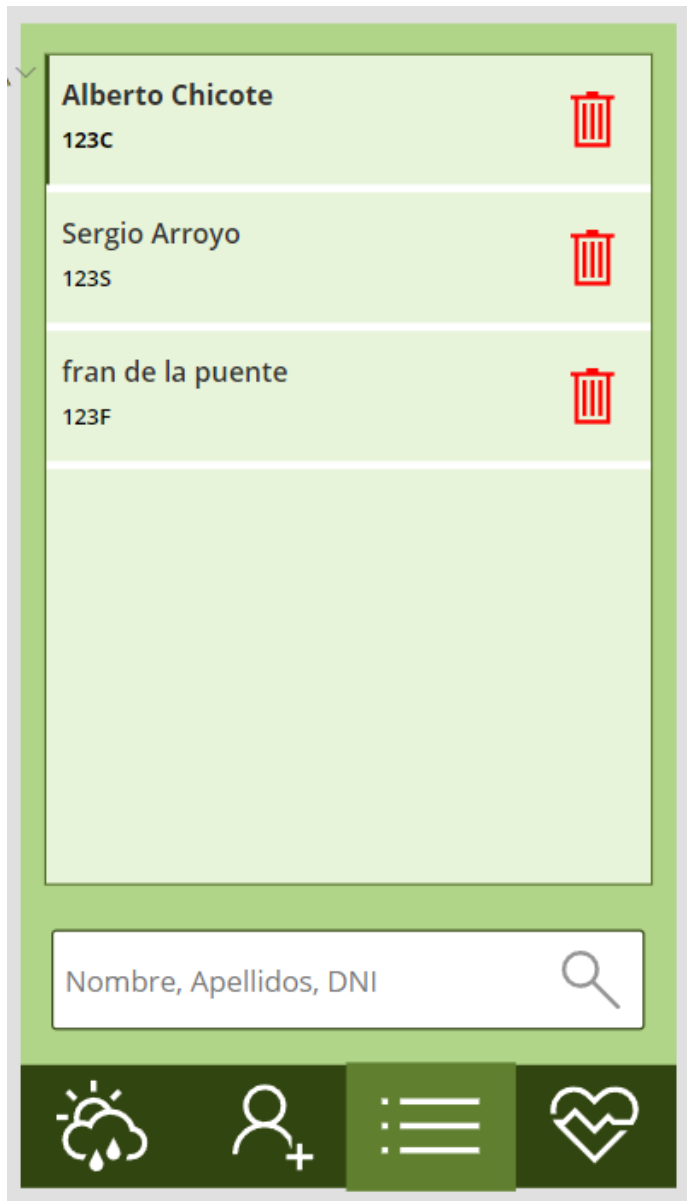 Alberto Chicote
123C
Sergio Arroyo
123S
fran de la puente
123F
Nombre, Apellidos, DNI